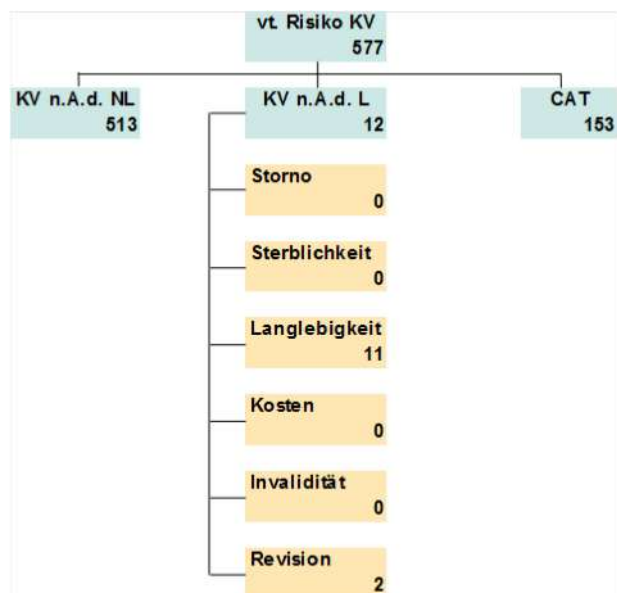 vt. Risiko KV
577
KV n.A.d. NL
513
KV n.A.d. L
12
CAT
153
Storno
0
Sterblichkeit
0
Langlebigkeit
11
Kosten
0
Invalidität
0
Revision
2